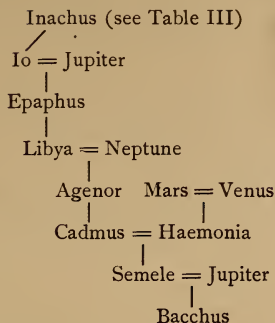 Inachus (see Table III)
Io = Jupiter
Epaphus
Libya = Neptune
Agenor Mars = Venus
Cadmus = Haemonia
Semele = Jupiter
Bacchus